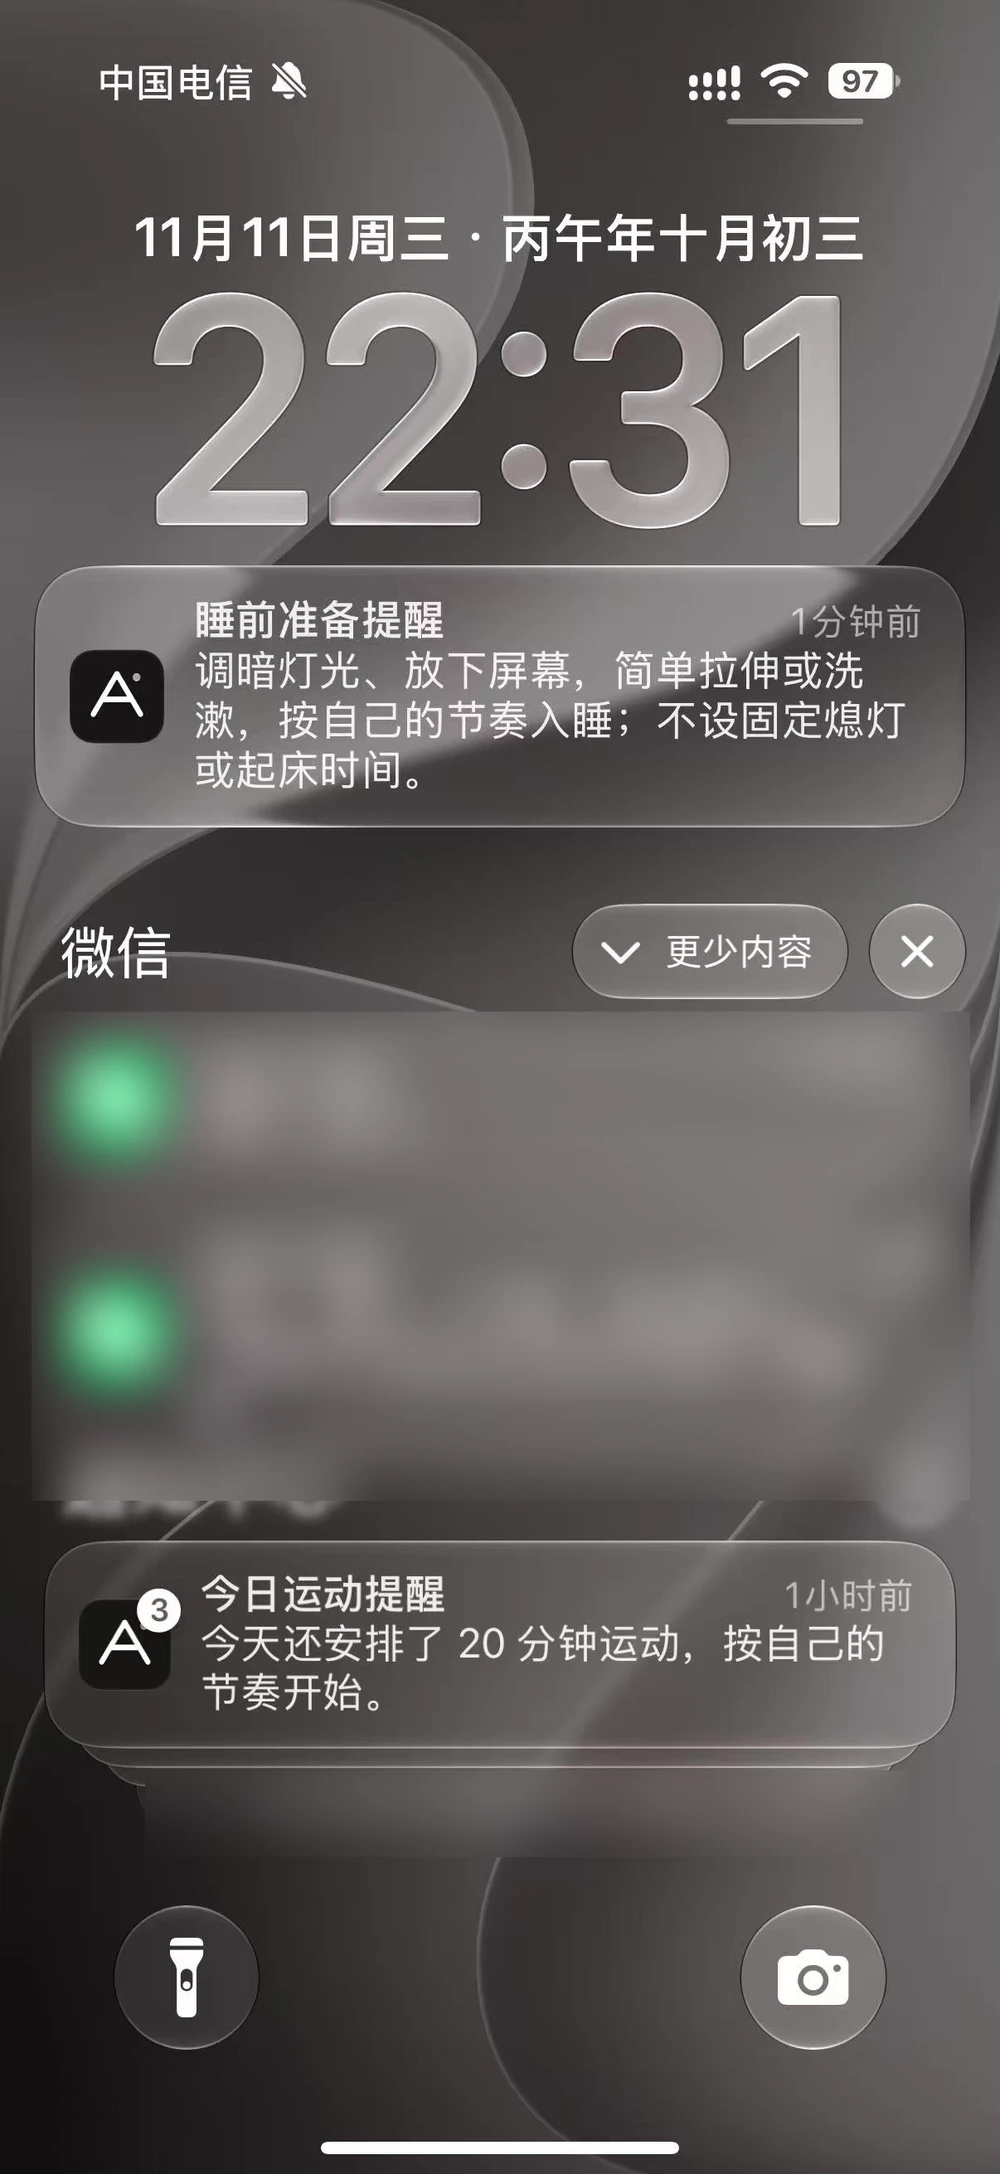 中国电信
97
11月11日周三 · 丙午年十月初三
22:31
睡前准备提醒
1分钟前
调暗灯光、放下屏幕，简单拉伸或洗
漱，按自己的节奏入睡；不设固定熄灯
或起床时间。
微信
更少内容
3
今日运动提醒
1小时前
今天还安排了 20 分钟运动，按自己的
节奏开始。